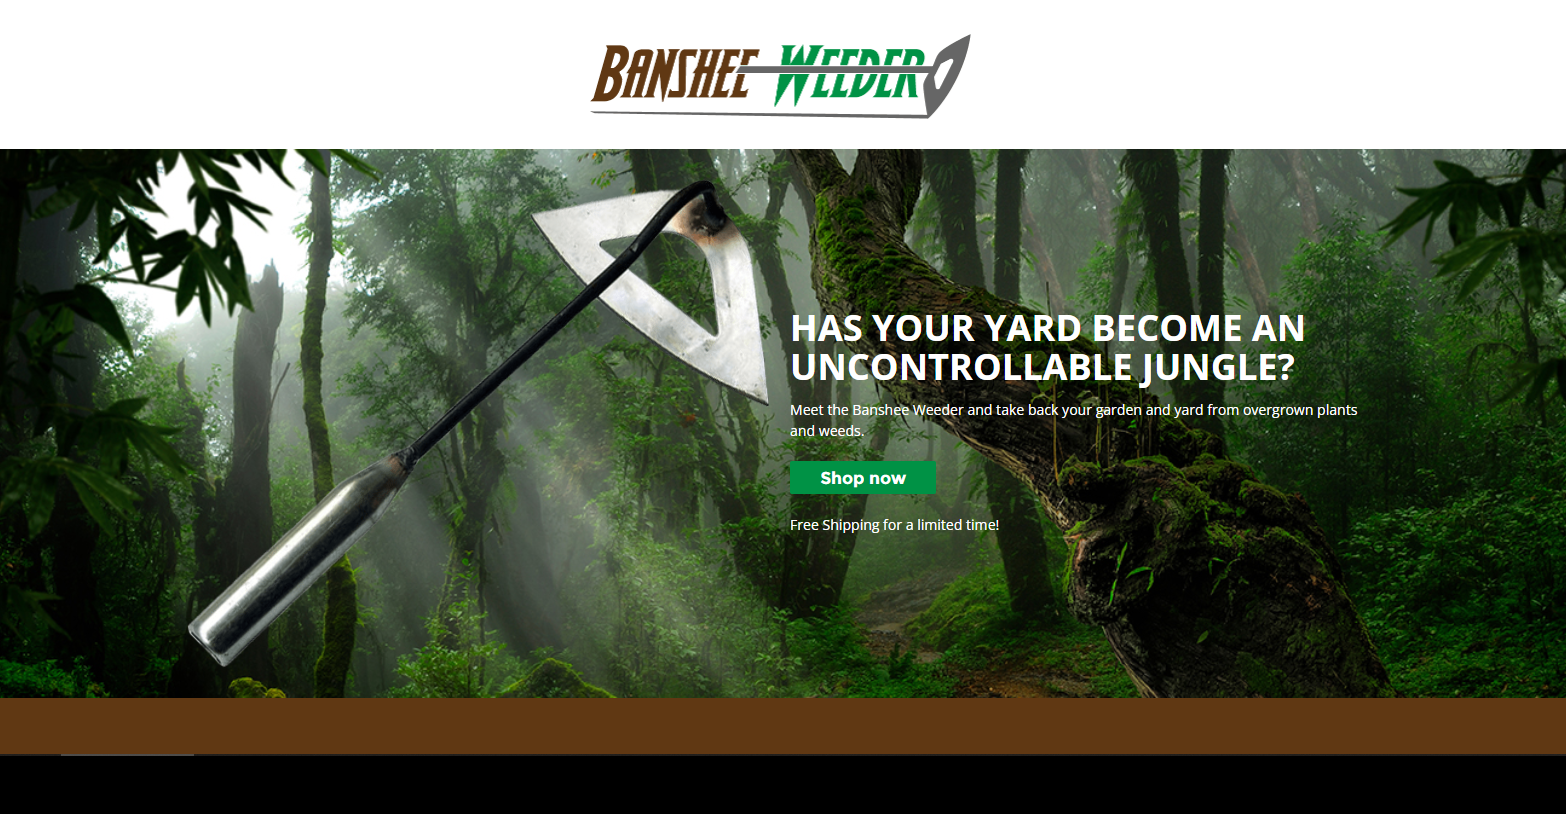 BANSHEE WEEDER
HAS YOUR YARD BECOME AN
UNCONTROLLABLE JUNGLE?
Meet the Banshee Weeder and take back your garden and yard from overgrown plants
and weeds.
Shop now
Free Shipping for a limited time!